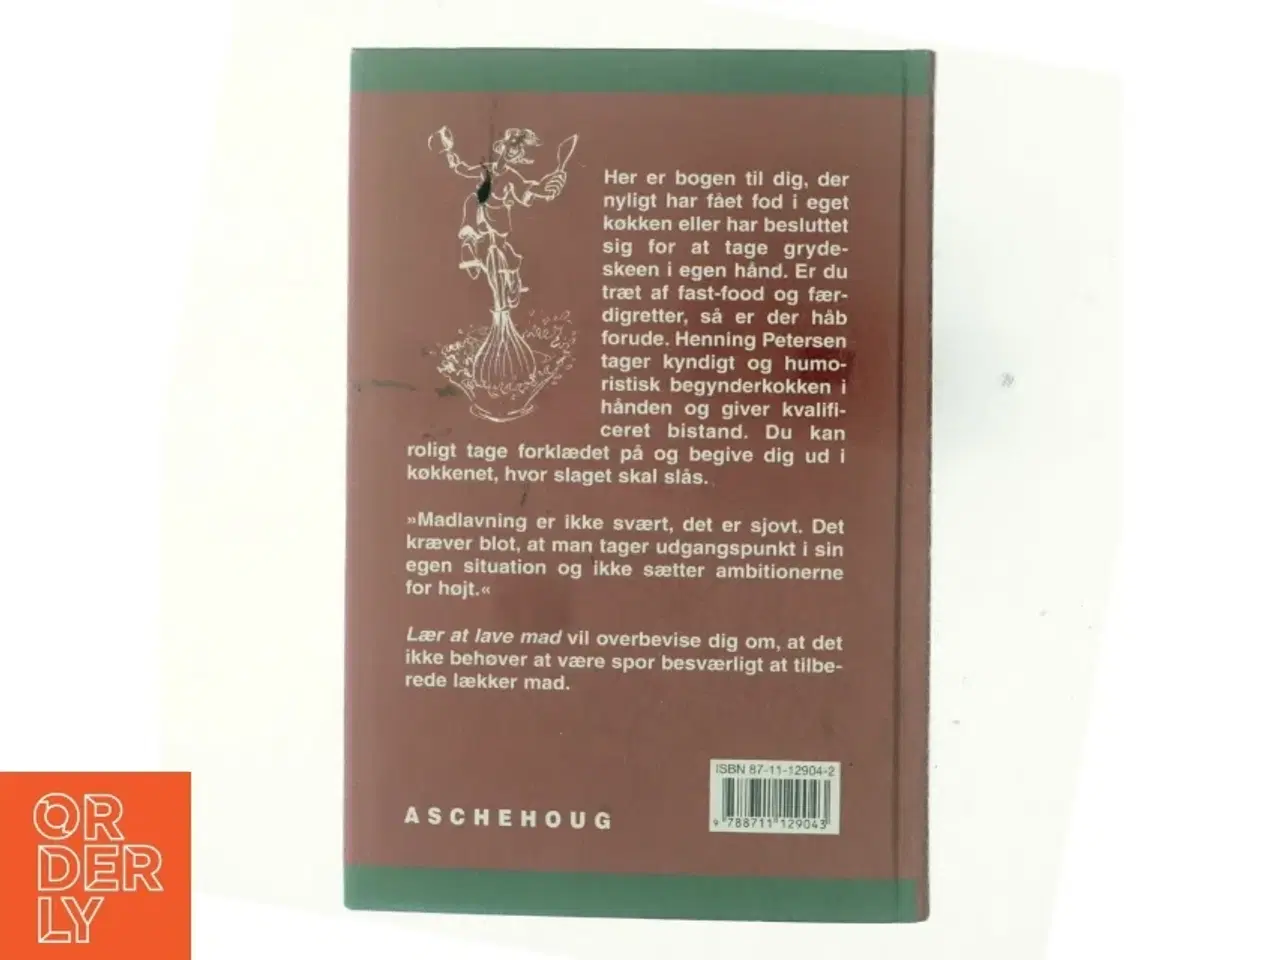 Her er bogen til dig, der
nyligt har fået fod i eget
køkken eller har besluttet
sig for at tage gryde-
skeen i egen hånd. Er du
træt af fast-food og fær-
digretter, så er der håb
forude. Henning Petersen
tager kyndigt og humo-
ristisk begynderkokken i
hånden og giver kvalifi-
ceret bistand. Du kan
roligt tage forklædet på og begive dig ud i
køkkenet, hvor slaget skal slås.
»Madlavning er ikke svært, det er sjovt. Det
kræver blot, at man tager udgangspunkt i sin
egen situation og ikke sætter ambitionerne
for højt.«
Lær at lave mad vil overbevise dig om, at det
ikke behøver at være spor besværligt at tilbe-
rede lækker mad.
ISBN 87-11-12904-2
9 788711 129043
ASCHEHOUG
OR
DER
LY